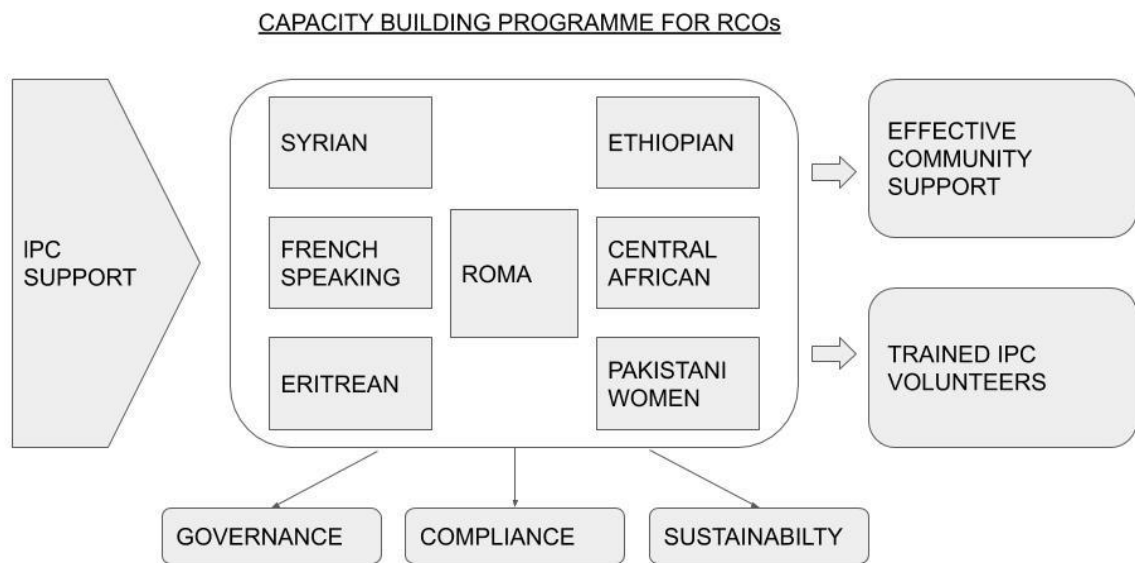 CAPACITY BUILDING PROGRAMME FOR RCOs
IPC
SUPPORT
SYRIAN
ETHIOPIAN
FRENCH
SPEAKING
ROMA
CENTRAL
AFRICAN
ERITREAN
PAKISTANI
WOMEN
EFFECTIVE
COMMUNITY
SUPPORT
TRAINED IPC
VOLUNTEERS
GOVERNANCE
COMPLIANCE
SUSTAINABILTY